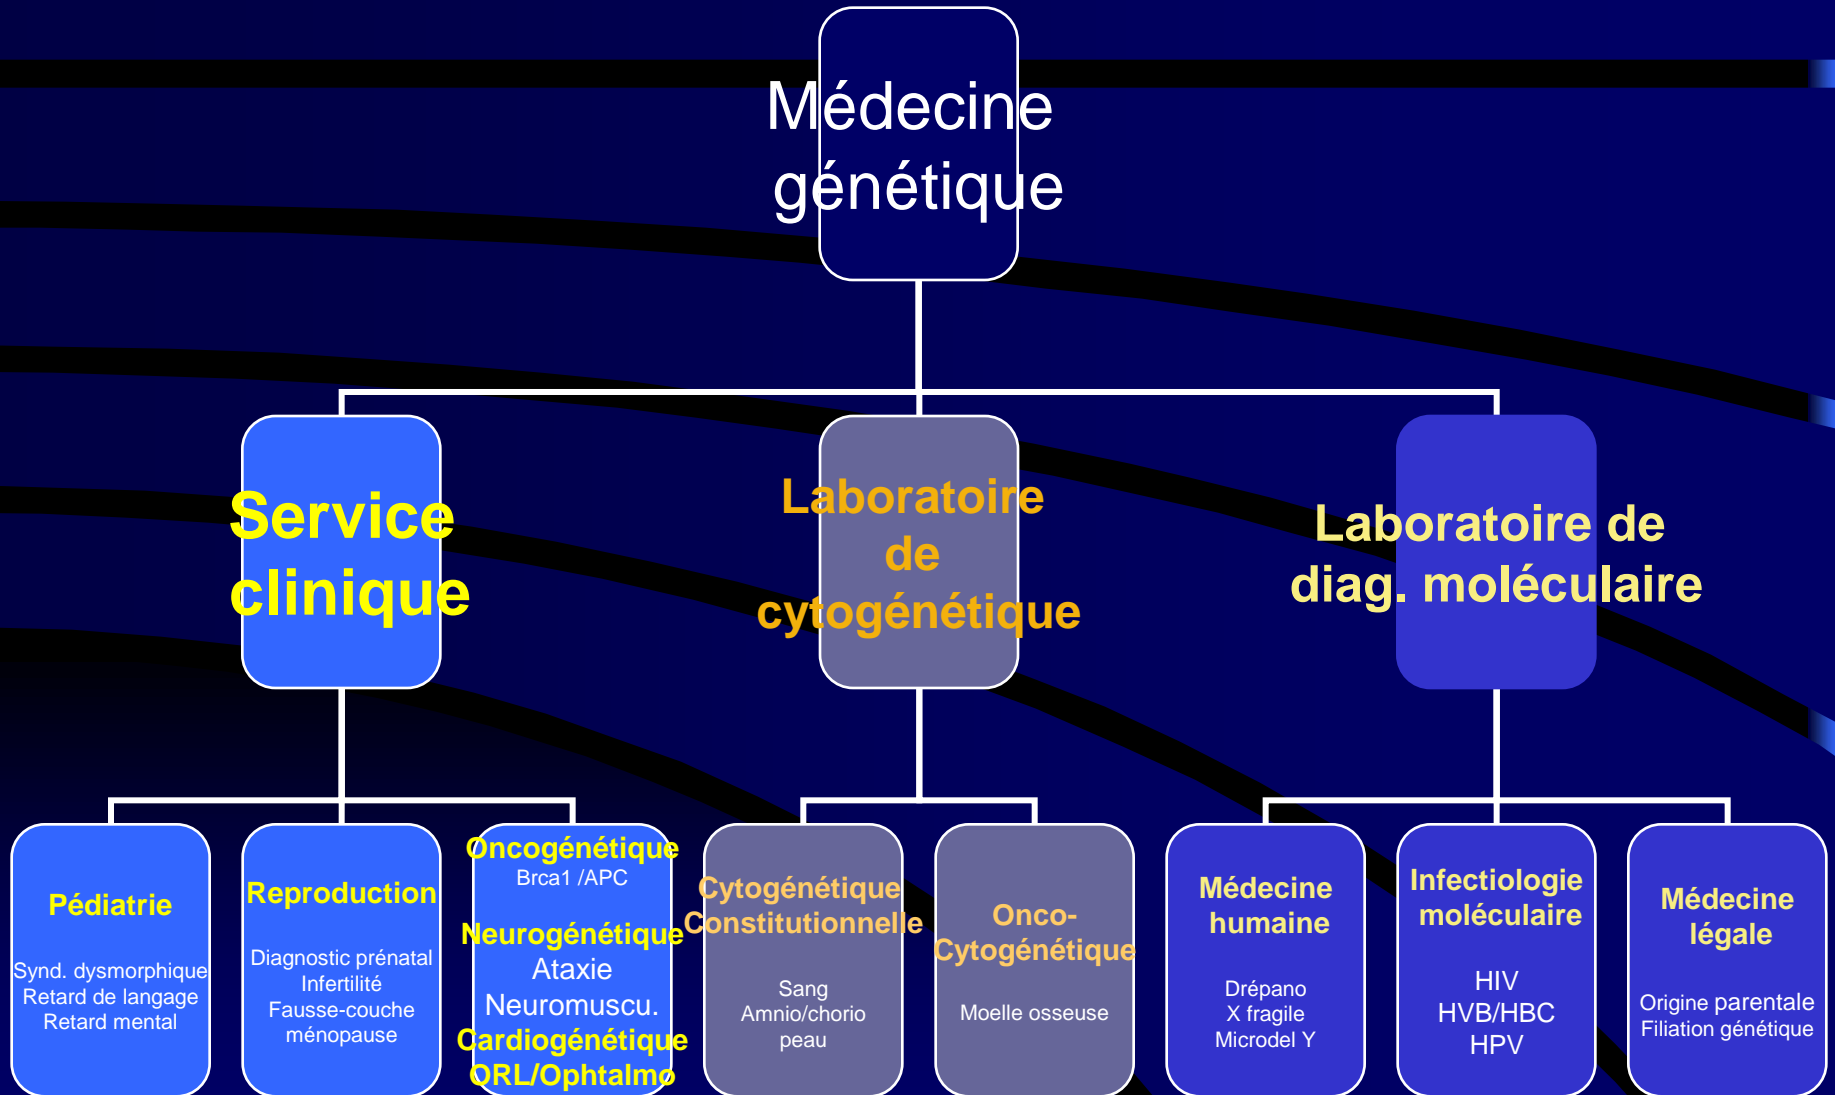 Médecine
génétique
Service
clinique
Laboratoire
de
cytogénétique
Laboratoire de
diag. moléculaire
Pédiatrie
Synd. dysmorphique
Retard de langage
Retard mental
Reproduction
Diagnostic prénatal
Infertilité
Fausse-couche
ménopause
Oncogénétique
Brca1 /APC
Neurogénétique
Ataxie
Neuromuscu.
Cardiogénétique
ORL/Ophtalmo
Cytogénétique
Constitutionnelle
Sang
Amnio/chorio
peau
Onco-
Cytogénétique
Moelle osseuse
Médecine
humaine
Drépano
X fragile
Microdel Y
Infectiologie
moléculaire
HIV
HVB/HBC
HPV
Médecine
légale
Origine parentale
Filiation génétique